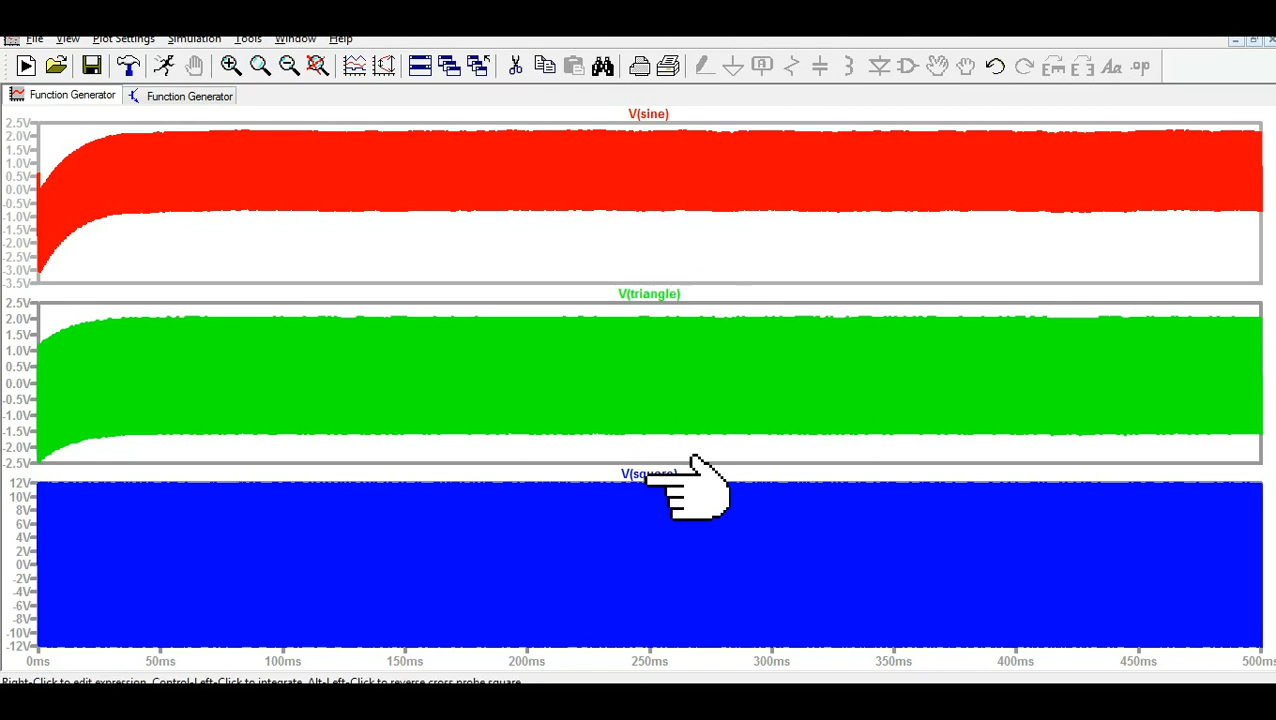 File View Plot Settings Simulation Tools Window Help
Aa .op
Function Generator Function Generator
V(sine)
2.5V
2.0V
1.5V
1.0V
0.5V
0.0V
-0.5V
-1.0V
-1.5V
-2.0V
-2.5V
-3.0V
-3.5V
V(triangle)
2.5V
2.0V
1.5V
1.0V
0.5V
0.0V
-0.5V
-1.0V
-1.5V
-2.0V
-2.5V
V(square)
12V
10V
8V
6V
4V
2V
0V
-2V
-4V
-6V
-8V
-10V
-12V
0ms 50ms 100ms 150ms 200ms 250ms 300ms 350ms 400ms 450ms 500ms
Right-Click to edit expression. Control-Left-Click to integrate. Alt-Left-Click to reverse cross probe square.